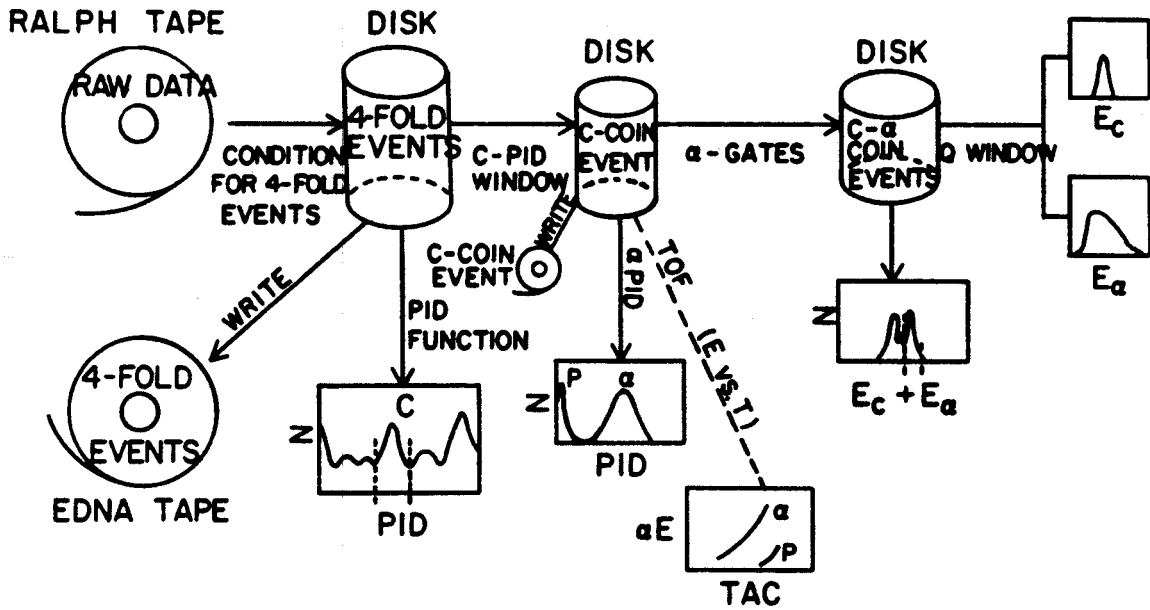 RALPH TAPE
RAW DATA
CONDITION
FOR 4-FOLD
EVENTS
DISK
4-FOLD
EVENTS
WRITE
4-FOLD
EVENTS
EDNA TAPE
PID
FUNCTION
N
C
PID
C-PID
WINDOW
DISK
C-COIN
EVENT
WRITE
C-COIN
EVENT
α PID
N
P
α
PID
TOF
(E VS. T)
αE
α
P
TAC
α-GATES
DISK
C-α
COIN.
EVENTS
N
E_C + E_α
Q WINDOW
E_C
E_α